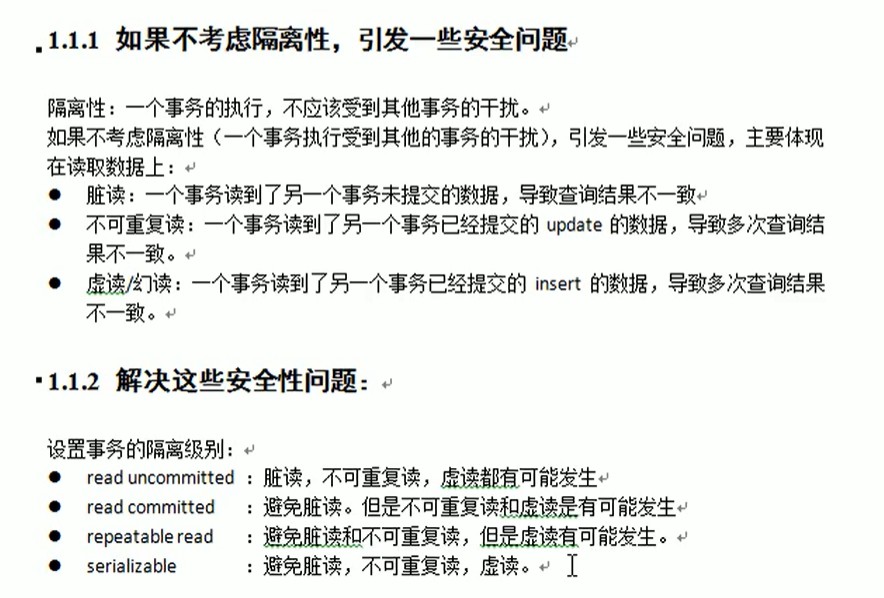 1.1.1 如果不考虑隔离性，引发一些安全问题
隔离性：一个事务的执行，不应该受到其他事务的干扰。
如果不考虑隔离性（一个事务执行受到其他的事务的干扰），引发一些安全问题，主要体现
在读取数据上：
● 脏读：一个事务读到了另一个事务未提交的数据，导致查询结果不一致
● 不可重复读：一个事务读到了另一个事务已经提交的 update 的数据，导致多次查询结
果不一致。
● 虚读/幻读：一个事务读到了另一个事务已经提交的 insert 的数据，导致多次查询结果
不一致。
1.1.2 解决这些安全性问题：
设置事务的隔离级别：
● read uncommitted ：脏读，不可重复读，虚读都有可能发生
● read committed ：避免脏读。但是不可重复读和虚读是有可能发生
● repeatable read ：避免脏读和不可重复读，但是虚读有可能发生。
● serializable ：避免脏读，不可重复读，虚读。